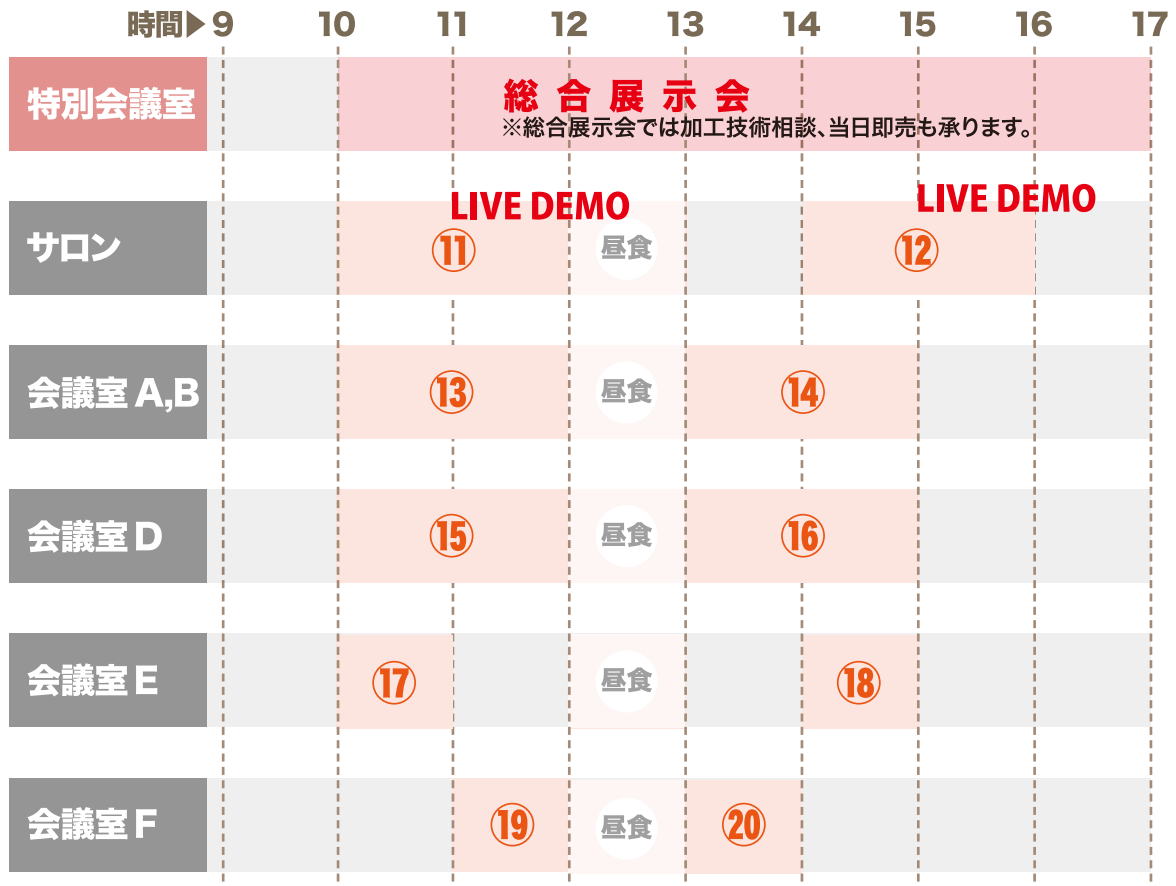 時間▶ 9 10 11 12 13 14 15 16 17
特別会議室
総合展示会
※総合展示会では加工技術相談、当日即売も承ります。
LIVE DEMO
LIVE DEMO
サロン
⑪ 昼食 ⑫
会議室 A,B
⑬ 昼食 ⑭
会議室 D
⑮ 昼食 ⑯
会議室 E
⑰ 昼食 ⑱
会議室 F
⑲ 昼食 ⑳